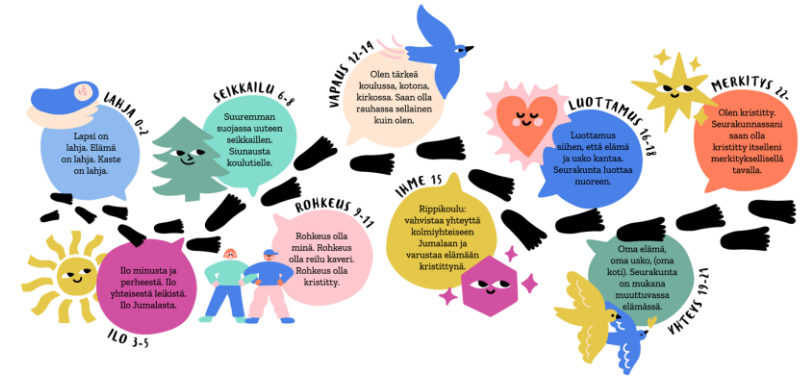 LAHJA 0-2
Lapsi on
lahja. Elämä
on lahja. Kaste
on lahja.
ILO 3-5
Ilo minusta ja
perheestä. Ilo
yhteisestä leikistä.
Ilo Jumalasta.
SEIKKAILU 6-8
Suuremman
suojassa uuteen
seikkaillen.
Siunausta
koulutielle.
ROHKEUS 9-11
Rohkeus olla
minä. Rohkeus
olla reilu kaveri.
Rohkeus olla
kristitty.
VAPAUS 12-14
Olen tärkeä
koulussa, kotona,
kirkossa. Saan olla
rauhassa sellainen
kuin olen.
IHME 15
Rippikoulu:
vahvistaa yhteyttä
kolmiyhteiseen
Jumalaan ja
varustaa elämään
kristittynä.
LUOTTAMUS 16-18
Luottamus
siihen, että elämä
ja usko kantaa.
Seurakunta luottaa
nuoreen.
YHTEYS 19-21
Oma elämä,
oma usko, (oma
koti). Seurakunta
on mukana
muuttuvassa
elämässä.
MERKITYS 22-
Olen kristitty.
Seurakunnassani
saan olla
kristitty itselleni
merkityksellisellä
tavalla.